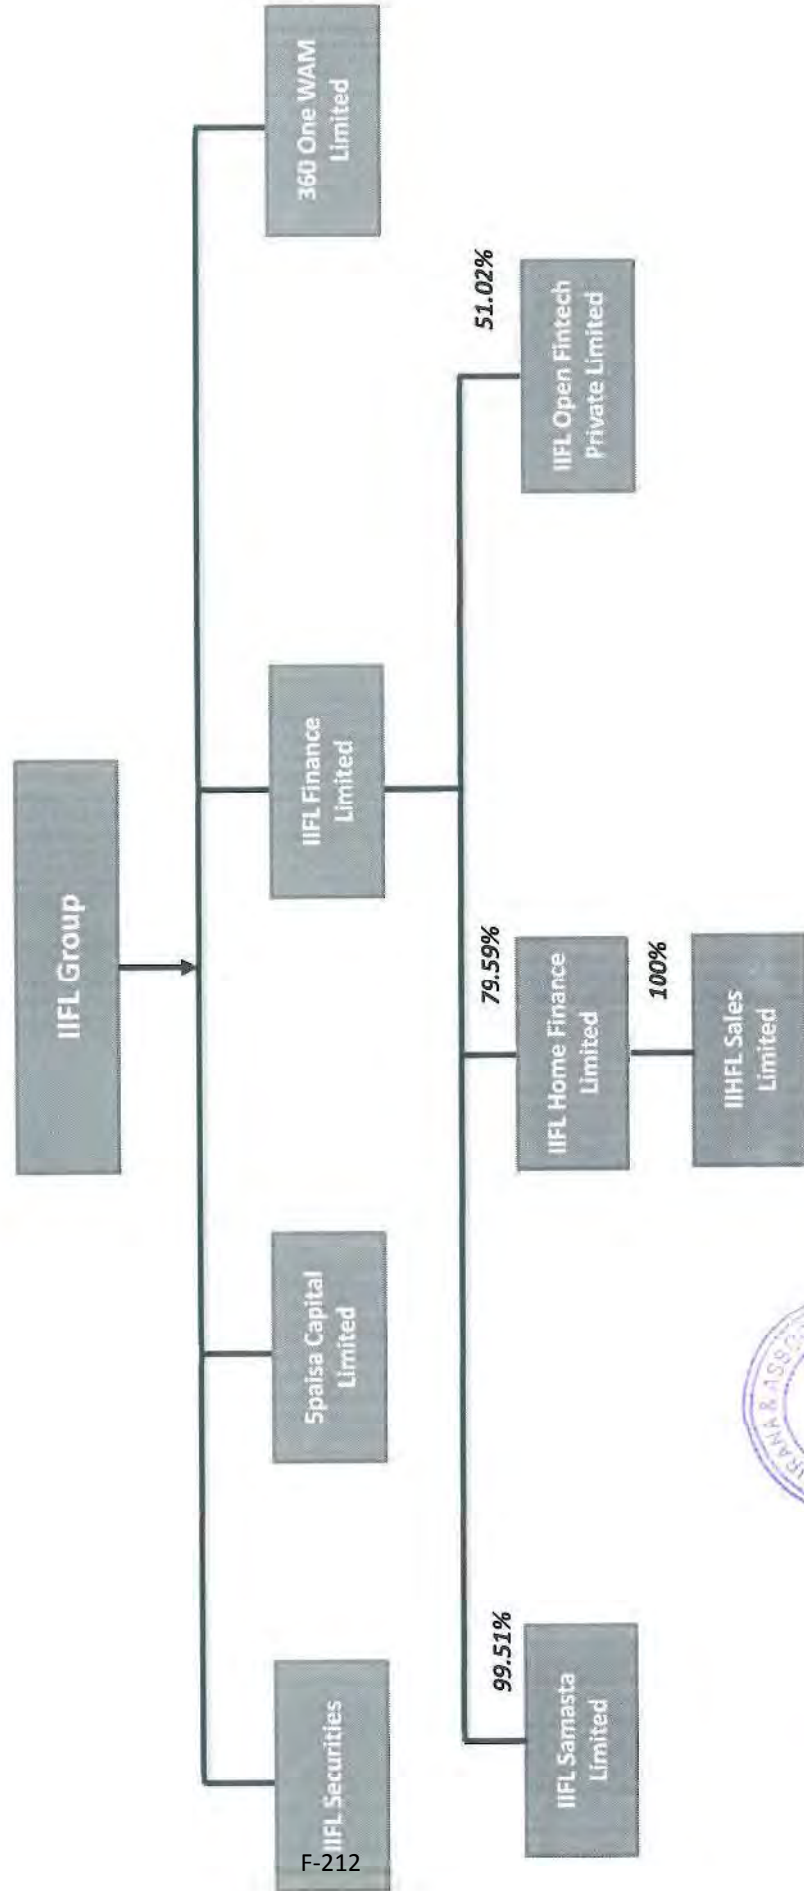 IIFL Group
IIFL Securities
5paisa Capital
Limited
IIFL Finance
Limited
360 One WAM
Limited
99.51%
79.59%
51.02%
IIFL Samasta
Limited
IIFL Home Finance
Limited
IIFL Open Fintech
Private Limited
100%
IIHFL Sales
Limited
F-212